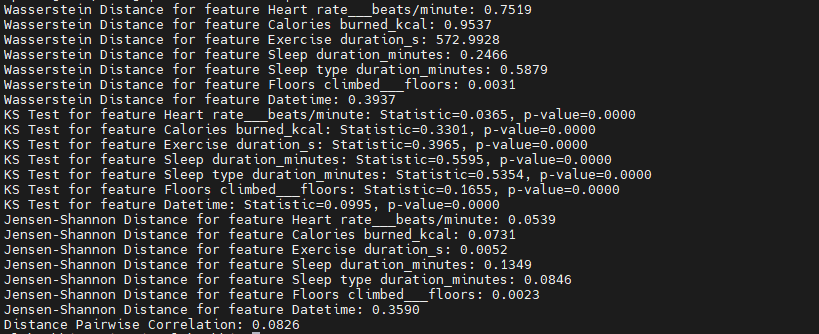 Wasserstein Distance for feature Heart rate___beats/minute: 0.7519
Wasserstein Distance for feature Calories burned_kcal: 0.9537
Wasserstein Distance for feature Exercise duration_s: 572.9928
Wasserstein Distance for feature Sleep duration_minutes: 0.2466
Wasserstein Distance for feature Sleep type duration_minutes: 0.5879
Wasserstein Distance for feature Floors climbed___floors: 0.0031
Wasserstein Distance for feature Datetime: 0.3937
KS Test for feature Heart rate___beats/minute: Statistic=0.0365, p-value=0.0000
KS Test for feature Calories burned_kcal: Statistic=0.3301, p-value=0.0000
KS Test for feature Exercise duration_s: Statistic=0.3965, p-value=0.0000
KS Test for feature Sleep duration_minutes: Statistic=0.5595, p-value=0.0000
KS Test for feature Sleep type duration_minutes: Statistic=0.5354, p-value=0.0000
KS Test for feature Floors climbed___floors: Statistic=0.1655, p-value=0.0000
KS Test for feature Datetime: Statistic=0.0995, p-value=0.0000
Jensen-Shannon Distance for feature Heart rate___beats/minute: 0.0539
Jensen-Shannon Distance for feature Calories burned_kcal: 0.0731
Jensen-Shannon Distance for feature Exercise duration_s: 0.0052
Jensen-Shannon Distance for feature Sleep duration_minutes: 0.1349
Jensen-Shannon Distance for feature Sleep type duration_minutes: 0.0846
Jensen-Shannon Distance for feature Floors climbed___floors: 0.0023
Jensen-Shannon Distance for feature Datetime: 0.3590
Distance Pairwise Correlation: 0.0826